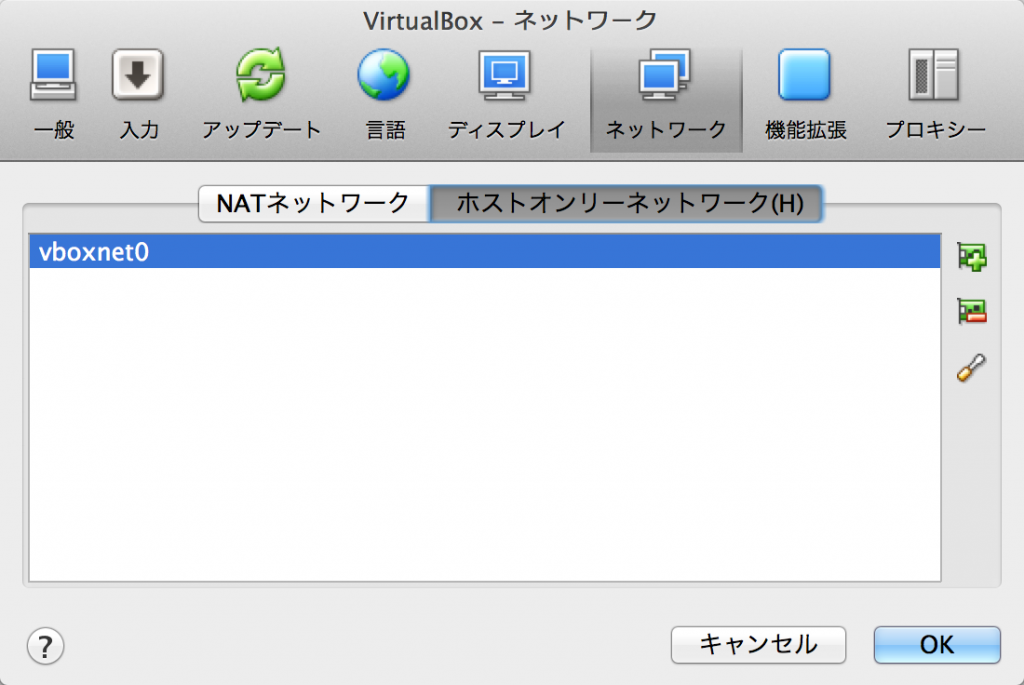 VirtualBox – ネットワーク
一般 入力 アップデート 言語 ディスプレイ ネットワーク 機能拡張 プロキシー
NATネットワーク ホストオンリーネットワーク(H)
vboxnet0
? キャンセル OK